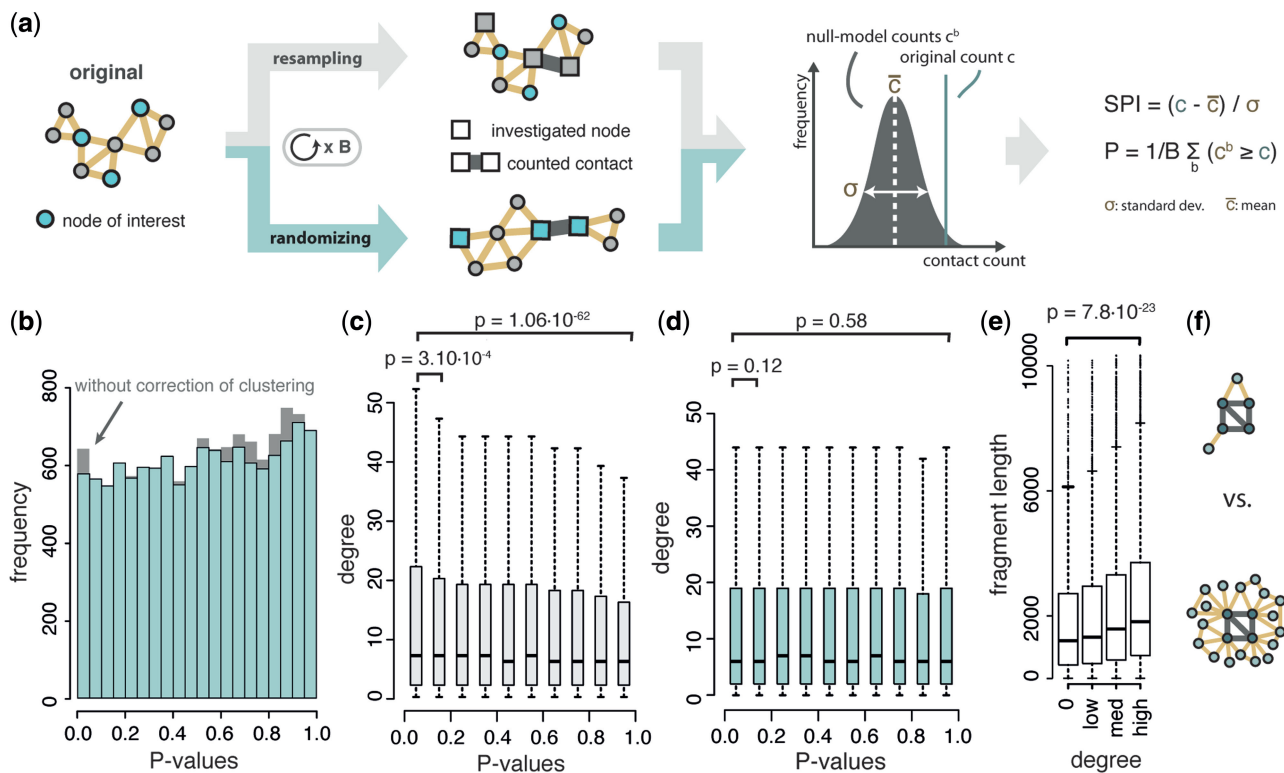 (a)
original
node of interest
resampling
x B
randomizing
investigated node
counted contact
null-model counts cᵇ
original count c
c̅
frequency
σ
contact count
SPI = (c - c̅) / σ
P = 1/B Σ (cᵇ ≥ c)
b
σ: standard dev. c̅: mean
(b)
without correction of clustering
frequency
0 200 400 600 800
0.0 0.2 0.4 0.6 0.8 1.0
P-values
(c)
p = 1.06·10⁻⁶²
p = 3.10·10⁻⁴
degree
0 10 20 30 40 50
0.0 0.2 0.4 0.6 0.8 1.0
P-values
(d)
p = 0.58
p = 0.12
degree
0 10 20 30 40 50
0.0 0.2 0.4 0.6 0.8 1.0
P-values
(e)
p = 7.8·10⁻²³
fragment length
0 2000 6000 10000
0 low med high
degree
(f)
vs.